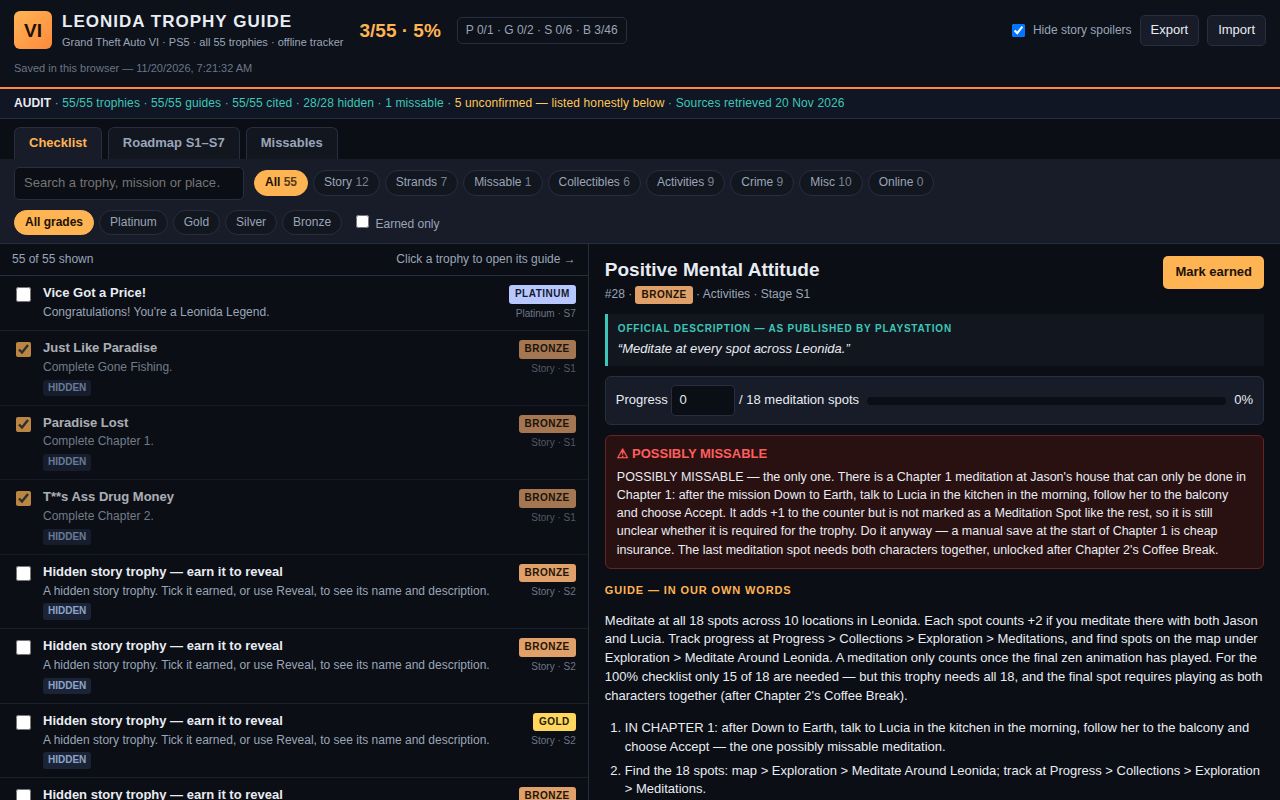 VI
LEONIDA TROPHY GUIDE
Grand Theft Auto VI · PS5 · all 55 trophies · offline tracker
3/55 · 5%
P 0/1 · G 0/2 · S 0/6 · B 3/46
Hide story spoilers
Export
Import
Saved in this browser — 11/20/2026, 7:21:32 AM
AUDIT · 55/55 trophies · 55/55 guides · 55/55 cited · 28/28 hidden · 1 missable · 5 unconfirmed — listed honestly below · Sources retrieved 20 Nov 2026
Checklist
Roadmap S1–S7
Missables
Search a trophy, mission or place.
All 55
Story 12
Strands 7
Missable 1
Collectibles 6
Activities 9
Crime 9
Misc 10
Online 0
All grades
Platinum
Gold
Silver
Bronze
Earned only
55 of 55 shown
Click a trophy to open its guide →
Vice Got a Price!
Congratulations! You're a Leonida Legend.
PLATINUM
Platinum · S7
Just Like Paradise
Complete Gone Fishing.
HIDDEN
BRONZE
Story · S1
Paradise Lost
Complete Chapter 1.
HIDDEN
BRONZE
Story · S1
T**s Ass Drug Money
Complete Chapter 2.
HIDDEN
BRONZE
Story · S1
Hidden story trophy — earn it to reveal
A hidden story trophy. Tick it earned, or use Reveal, to see its name and description.
HIDDEN
BRONZE
Story · S2
Hidden story trophy — earn it to reveal
A hidden story trophy. Tick it earned, or use Reveal, to see its name and description.
HIDDEN
BRONZE
Story · S2
Hidden story trophy — earn it to reveal
A hidden story trophy. Tick it earned, or use Reveal, to see its name and description.
HIDDEN
GOLD
Story · S2
Hidden story trophy — earn it to reveal
BRONZE
Positive Mental Attitude
#28 · BRONZE · Activities · Stage S1
Mark earned
OFFICIAL DESCRIPTION — AS PUBLISHED BY PLAYSTATION
“Meditate at every spot across Leonida.”
Progress 0 / 18 meditation spots 0%
⚠ POSSIBLY MISSABLE
POSSIBLY MISSABLE — the only one. There is a Chapter 1 meditation at Jason's house that can only be done in
Chapter 1: after the mission Down to Earth, talk to Lucia in the kitchen in the morning, follow her to the balcony
and choose Accept. It adds +1 to the counter but is not marked as a Meditation Spot like the rest, so it is still
unclear whether it is required for the trophy. Do it anyway — a manual save at the start of Chapter 1 is cheap
insurance. The last meditation spot needs both characters together, unlocked after Chapter 2's Coffee Break.
GUIDE — IN OUR OWN WORDS
Meditate at all 18 spots across 10 locations in Leonida. Each spot counts +2 if you meditate there with both Jason
and Lucia. Track progress at Progress > Collections > Exploration > Meditations, and find spots on the map under
Exploration > Meditate Around Leonida. A meditation only counts once the final zen animation has played. For the
100% checklist only 15 of 18 are needed — but this trophy needs all 18, and the final spot requires playing as both
characters together (after Chapter 2's Coffee Break).
1. IN CHAPTER 1: after Down to Earth, talk to Lucia in the kitchen in the morning, follow her to the balcony and
choose Accept — the one possibly missable meditation.
2. Find the 18 spots: map > Exploration > Meditate Around Leonida; track at Progress > Collections > Exploration
> Meditations.